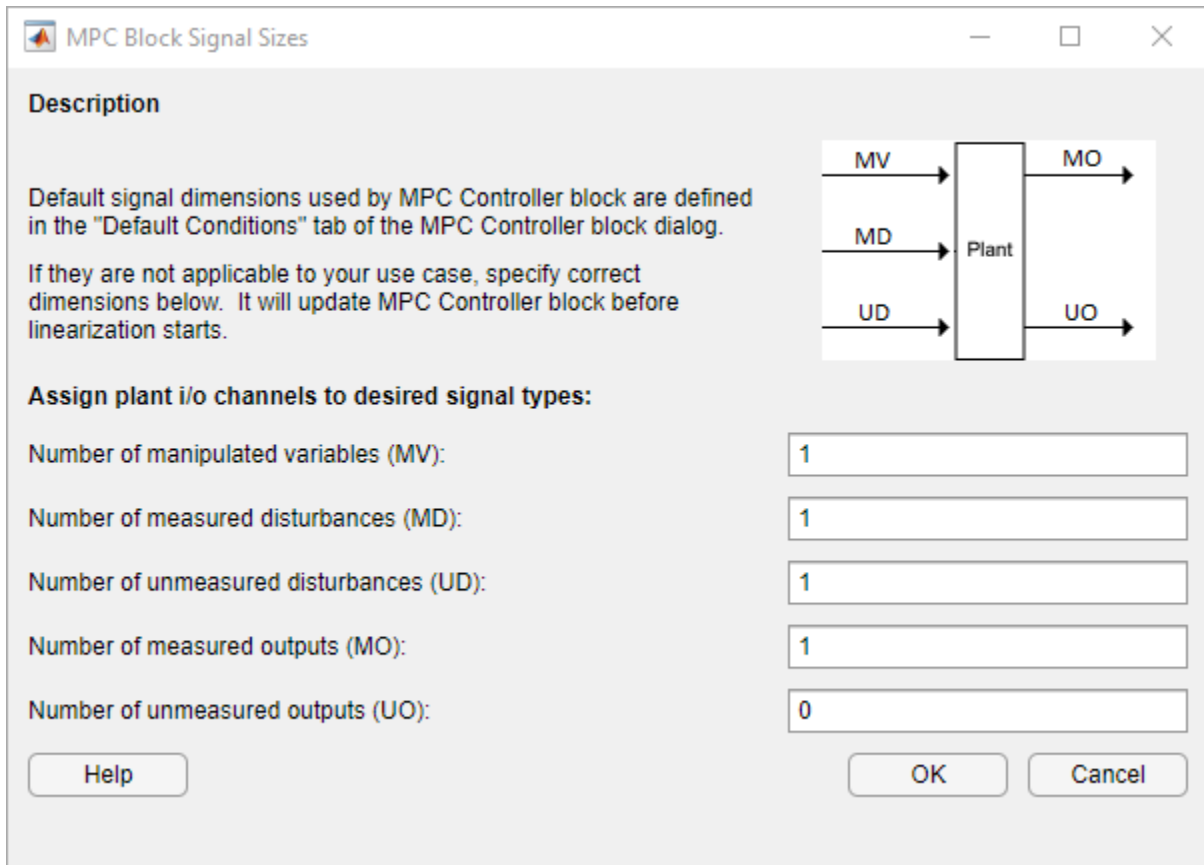 MPC Block Signal Sizes
Description
Default signal dimensions used by MPC Controller block are defined
in the "Default Conditions" tab of the MPC Controller block dialog.
If they are not applicable to your use case, specify correct
dimensions below.  It will update MPC Controller block before
linearization starts.
MV
MO
MD
Plant
UD
UO
Assign plant i/o channels to desired signal types:
Number of manipulated variables (MV):
1
Number of measured disturbances (MD):
1
Number of unmeasured disturbances (UD):
1
Number of measured outputs (MO):
1
Number of unmeasured outputs (UO):
0
Help
OK
Cancel